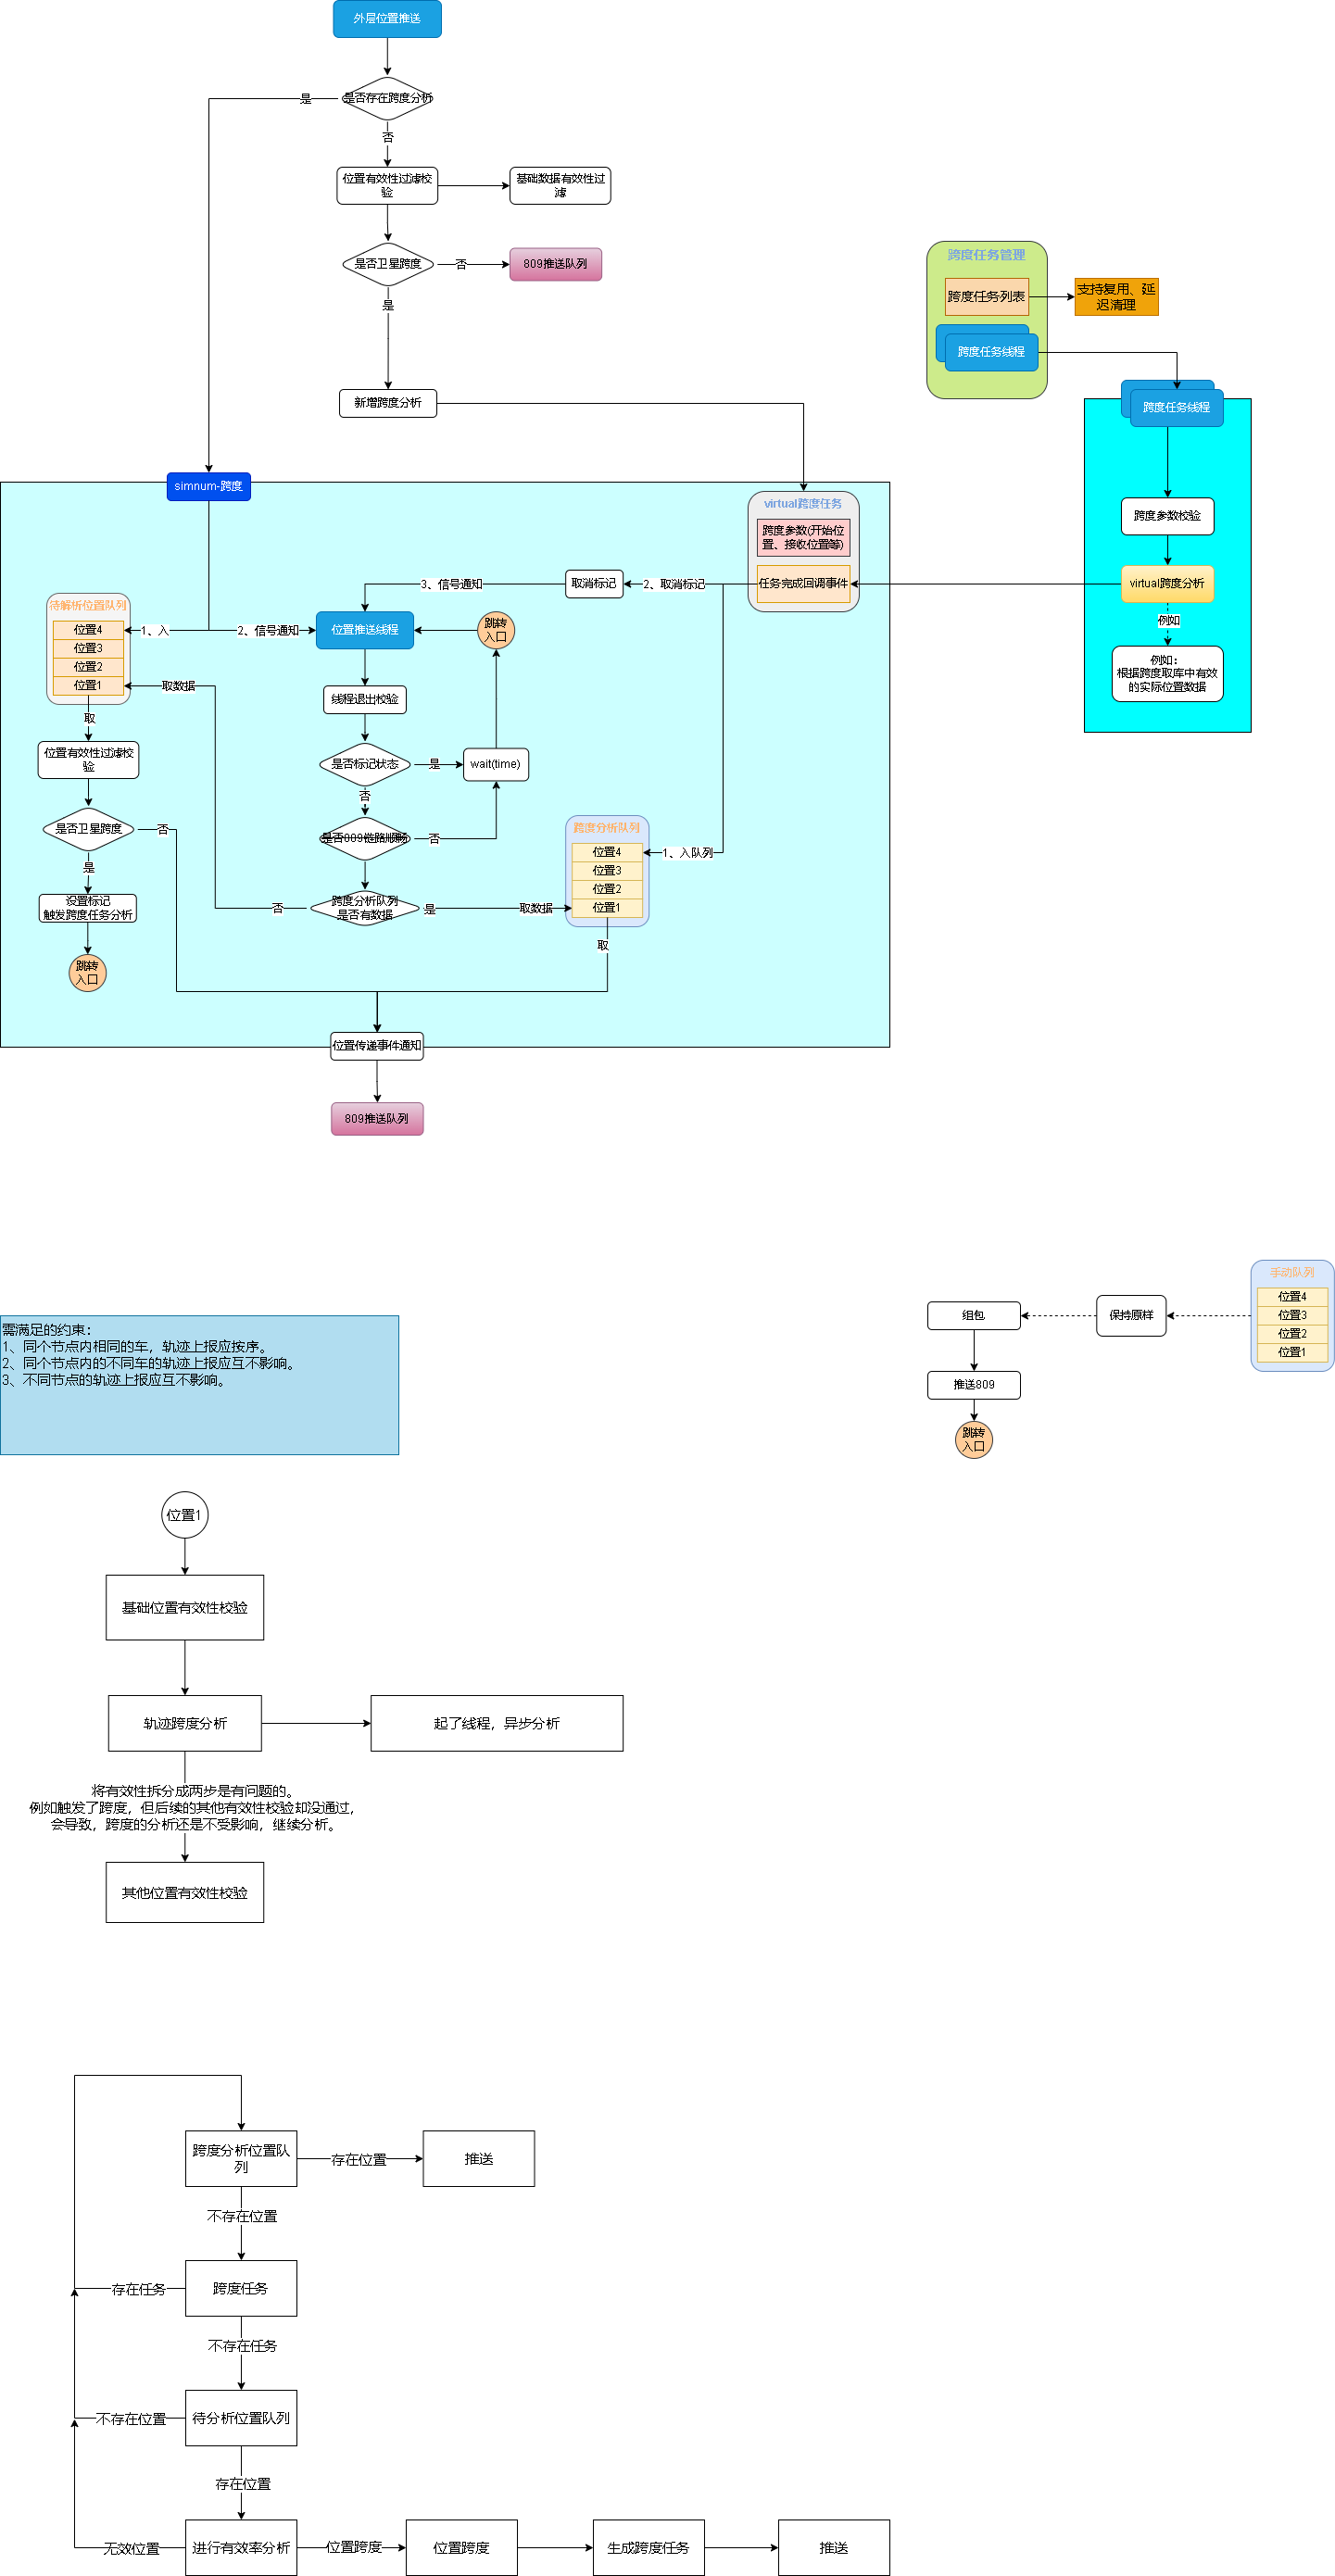 外层位置推送
是否存在跨度分析
是
否
位置有效性过滤校
验
基础数据有效性过
滤
是否卫星跨度
否
809推送队列
是
新增跨度分析
跨度任务管理
跨度任务列表
支持复用、延
迟清理
跨度任务线程
跨度任务线程
跨度参数校验
virtual跨度分析
例如
例如：
根据跨度取库中有效
的实际位置数据
simnum-跨度
virtual跨度任务
跨度参数(开始位
置、接收位置等)
任务完成回调事件
2、取消标记
取消标记
3、信号通知
待解析位置队列
位置4
位置3
位置2
位置1
1、入
2、信号通知
位置推送线程
跳转
入口
取数据
线程退出校验
取
位置有效性过滤校
验
是否标记状态
是
wait(time)
否
是否卫星跨度
否
是否809链路顺畅
否
跨度分析队列
位置4
位置3
位置2
位置1
1、入队列
是
设置标记
触发跨度任务分析
跨度分析队列
是否有数据
否
是
取数据
取
跳转
入口
位置传递事件通知
809推送队列
手动队列
位置4
位置3
位置2
位置1
保持原样
组包
推送809
跳转
入口
需满足的约束：
1、同个节点内相同的车，轨迹上报应按序。
2、同个节点内的不同车的轨迹上报应互不影响。
3、不同节点的轨迹上报应互不影响。
位置1
基础位置有效性校验
轨迹跨度分析
起了线程，异步分析
将有效性拆分成两步是有问题的。
例如触发了跨度，但后续的其他有效性校验却没通过，
会导致，跨度的分析还是不受影响，继续分析。
其他位置有效性校验
跨度分析位置队
列
存在位置
推送
不存在位置
跨度任务
存在任务
不存在任务
待分析位置队列
不存在位置
存在位置
进行有效率分析
无效位置
位置跨度
位置跨度
生成跨度任务
推送